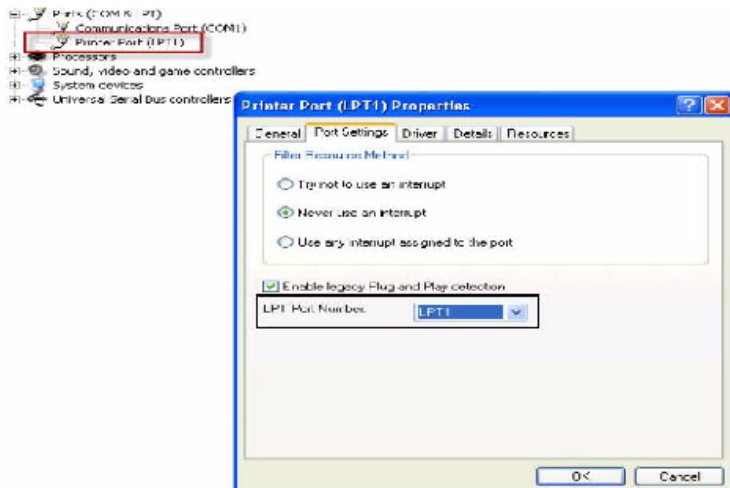 Ports (COM & LPT)
Communications Port (COM1)
Printer Port (LPT1)
Processors
Sound, video and game controllers
System devices
Universal Serial Bus controllers
Printer Port (LPT1) Properties
General Port Settings Driver Details Resources
Filter Resource Method
Try not to use an interrupt
Never use an interrupt
Use any interrupt assigned to the port
Enable legacy Plug and Play detection
LPT Port Number:
LPT1
OK Cancel